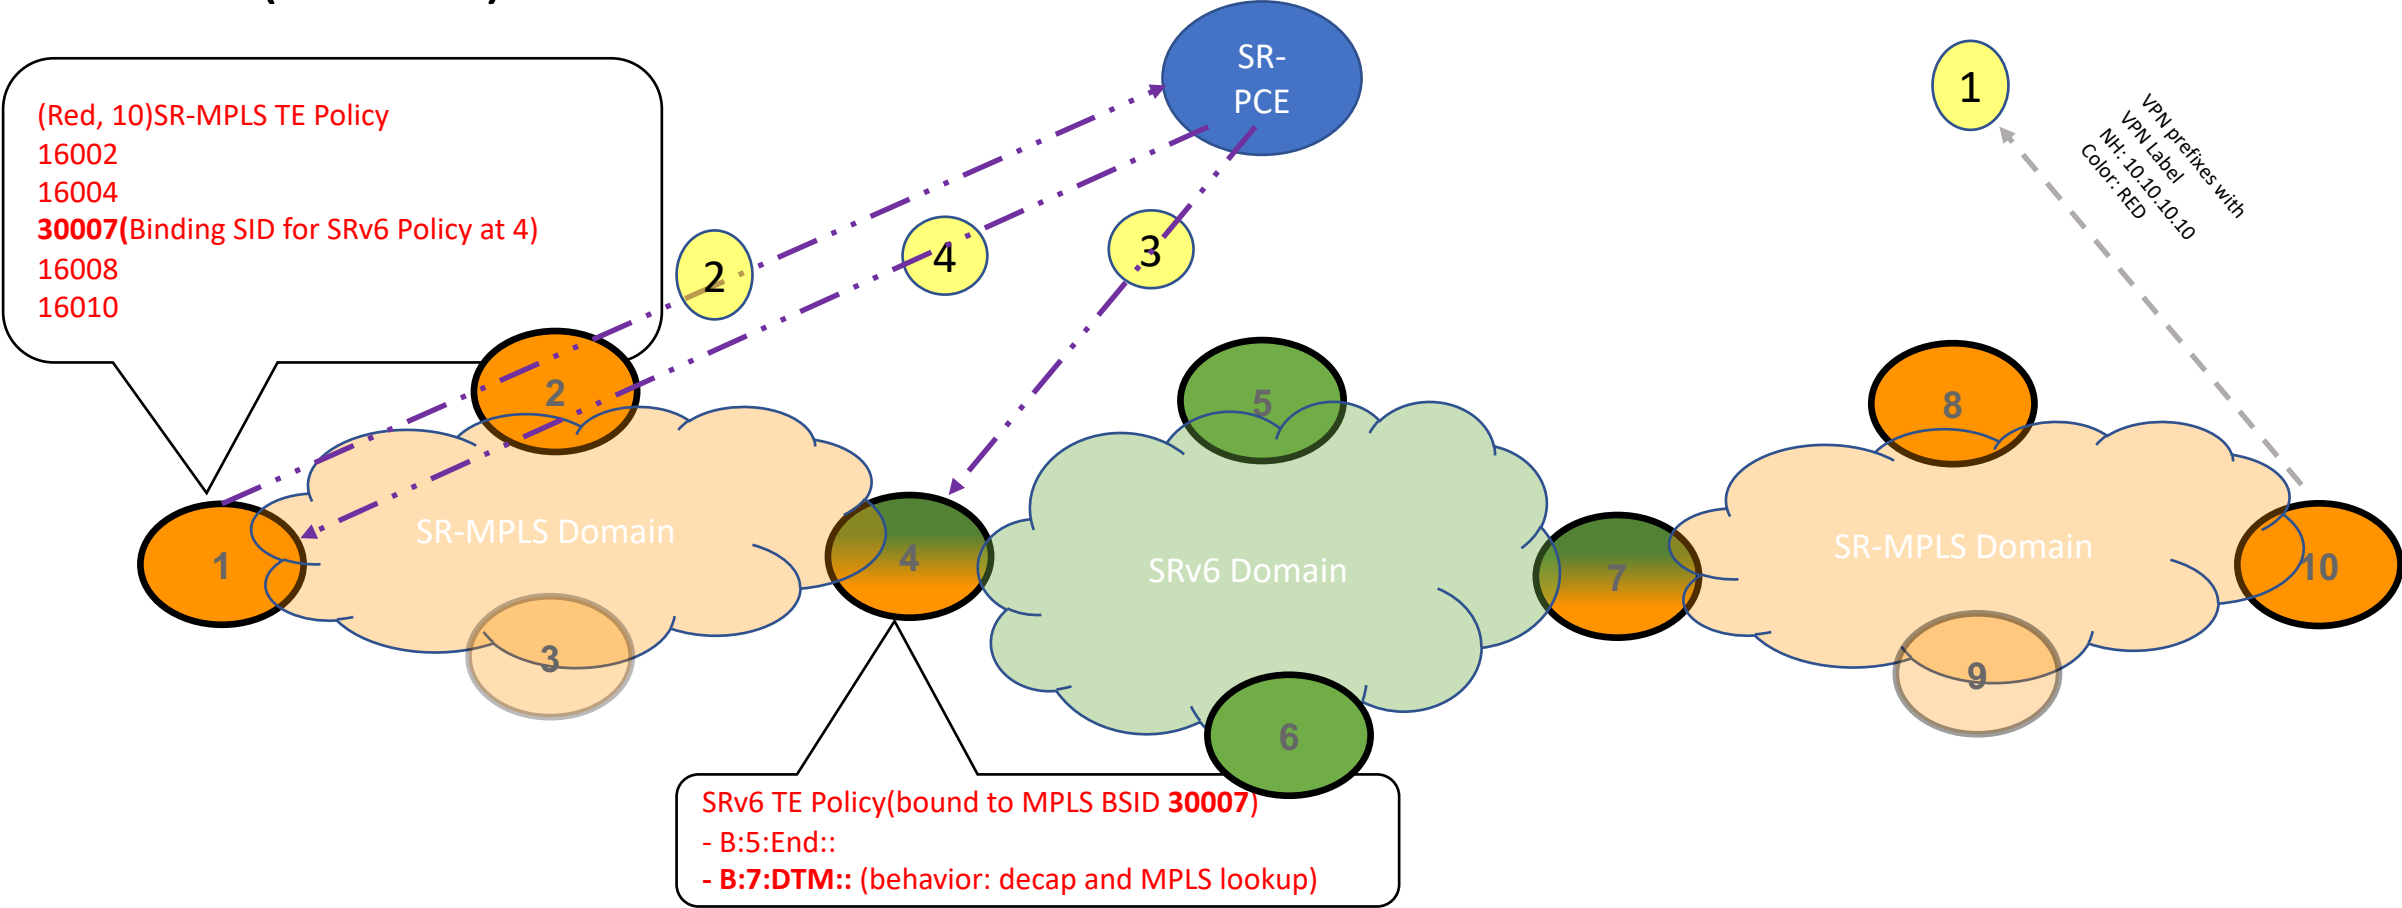 SR-
PCE
1
VPN prefixes with
VPN Label
NH: 10.10.10.10
Color: RED
(Red, 10)SR-MPLS TE Policy
16002
16004
30007(Binding SID for SRv6 Policy at 4)
16008
16010
2
4
3
2
5
8
SR-MPLS Domain
SRv6 Domain
SR-MPLS Domain
1
4
7
10
3
9
6
SRv6 TE Policy(bound to MPLS BSID 30007)
- B:5:End::
- B:7:DTM:: (behavior: decap and MPLS lookup)